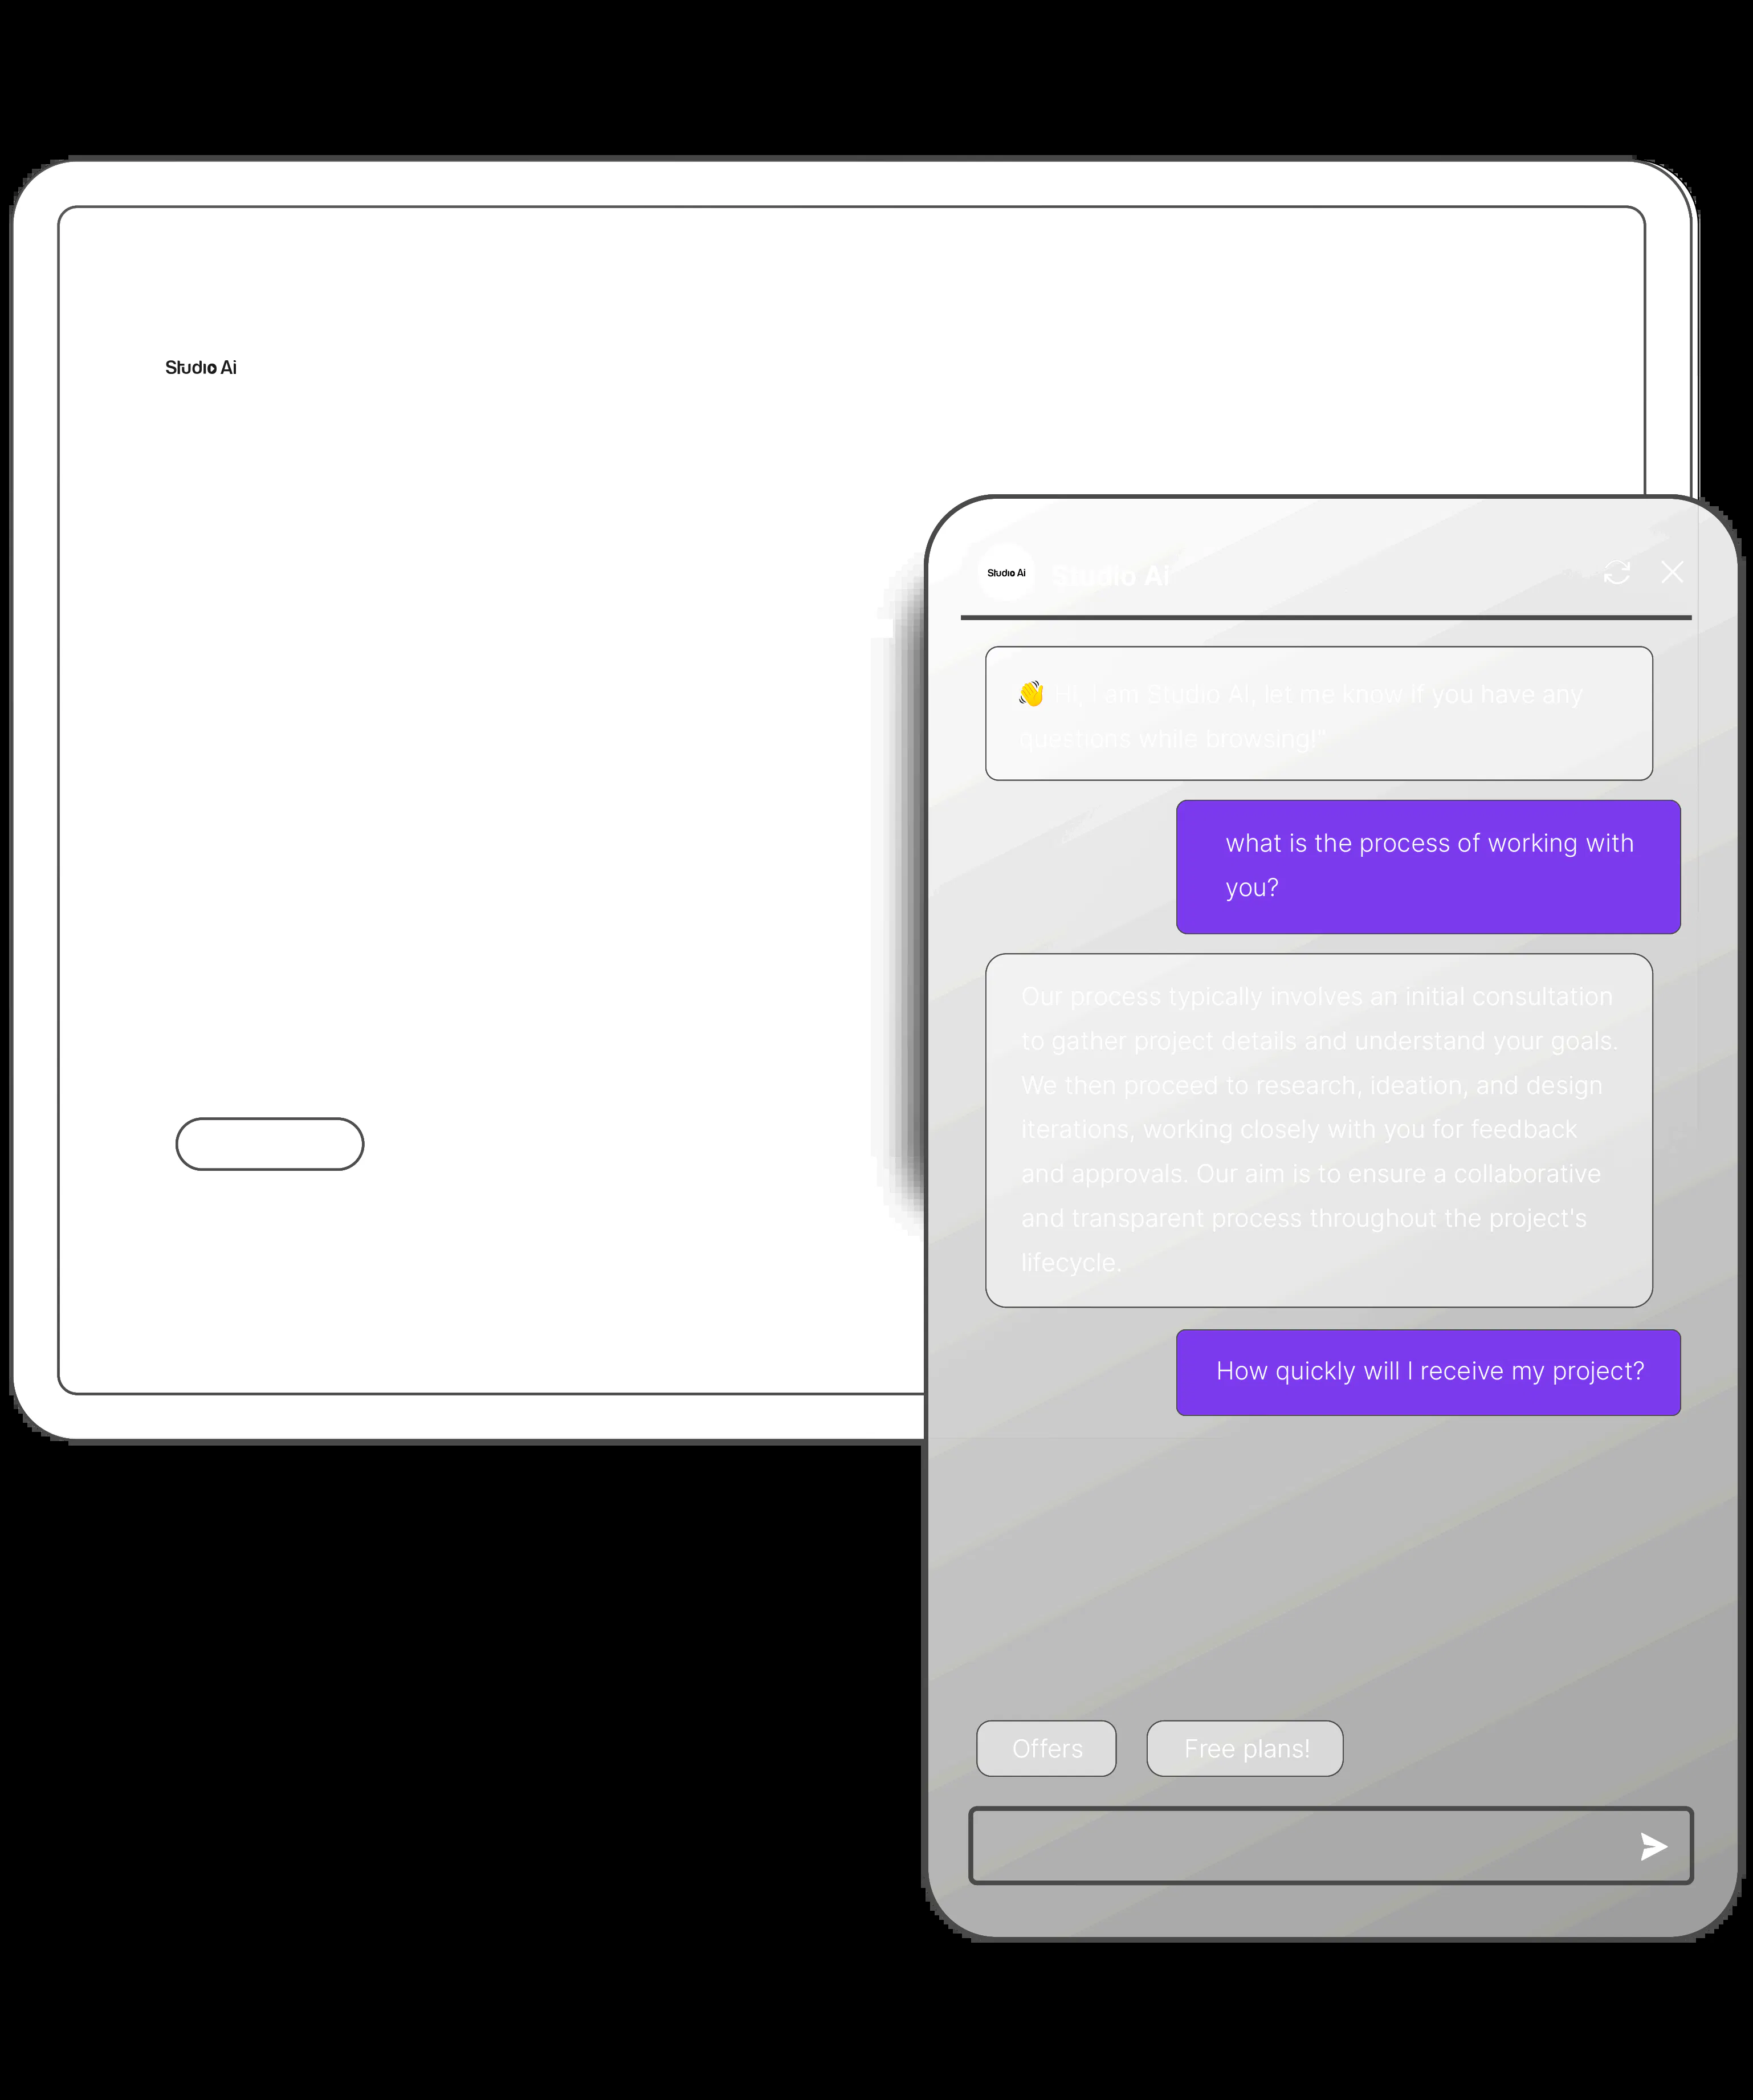 Studio Ai
Studio Ai Studio Ai
👋 Hi, I am Studio AI, let me know If you have any
questions while browsing!"
what is the process of working with
you?
Our process typically involves an initial consultation
to gather project details and understand your goals.
We then proceed to research, ideation, and design
iterations, working closely with you for feedback
and approvals. Our aim is to ensure a collaborative
and transparent process throughout the project's
lifecycle.
How quickly will I receive my project?
Offers
Free plans!